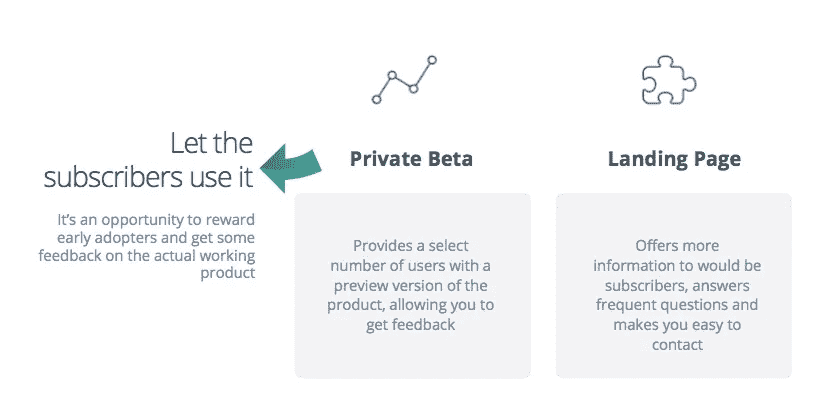 Let the
subscribers use it
It's an opportunity to reward
early adopters and get some
feedback on the actual working
product
Private Beta
Provides a select
number of users with a
preview version of the
product, allowing you to
get feedback
Landing Page
Offers more
information to would be
subscribers, answers
frequent questions and
makes you easy to
contact